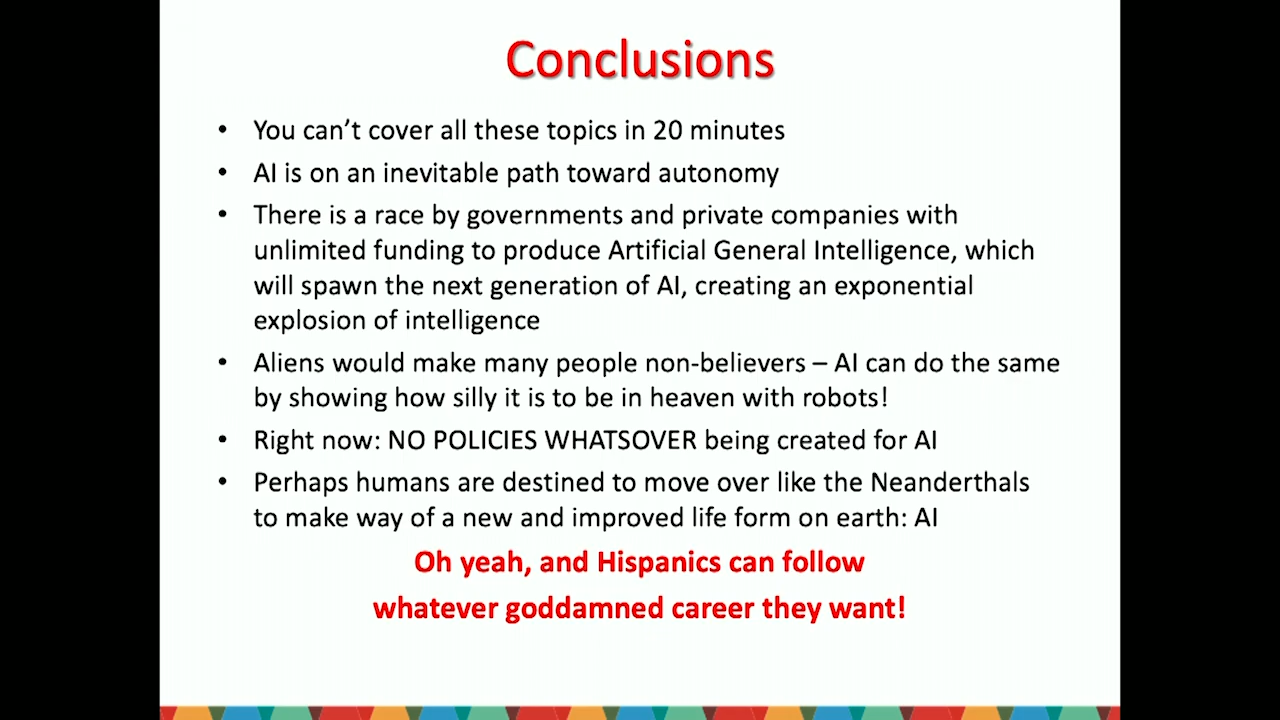 Conclusions
• You can’t cover all these topics in 20 minutes
• AI is on an inevitable path toward autonomy
• There is a race by governments and private companies with
unlimited funding to produce Artificial General Intelligence, which
will spawn the next generation of AI, creating an exponential
explosion of intelligence
• Aliens would make many people non-believers – AI can do the same
by showing how silly it is to be in heaven with robots!
• Right now: NO POLICIES WHATSOVER being created for AI
• Perhaps humans are destined to move over like the Neanderthals
to make way of a new and improved life form on earth: AI
Oh yeah, and Hispanics can follow
whatever goddamned career they want!